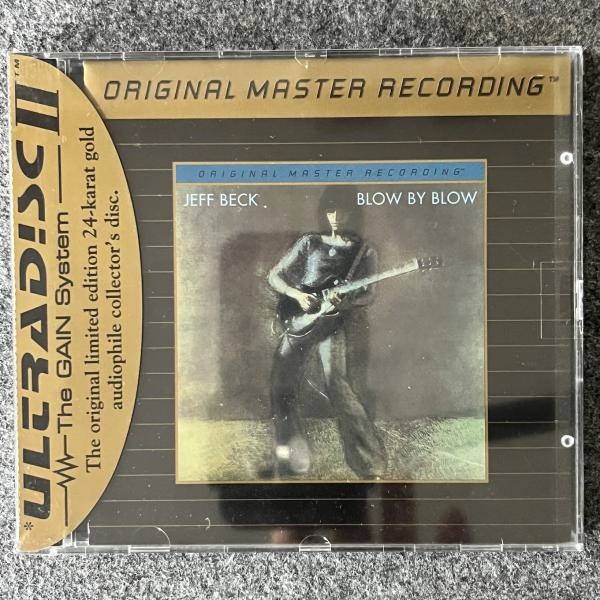 ORIGINAL MASTER RECORDING™
*ULTRADISC II™
The GAIN System
The original limited edition 24-karat gold
audiophile collector's disc.
ORIGINAL MASTER RECORDING™
JEFF BECK BLOW BY BLOW